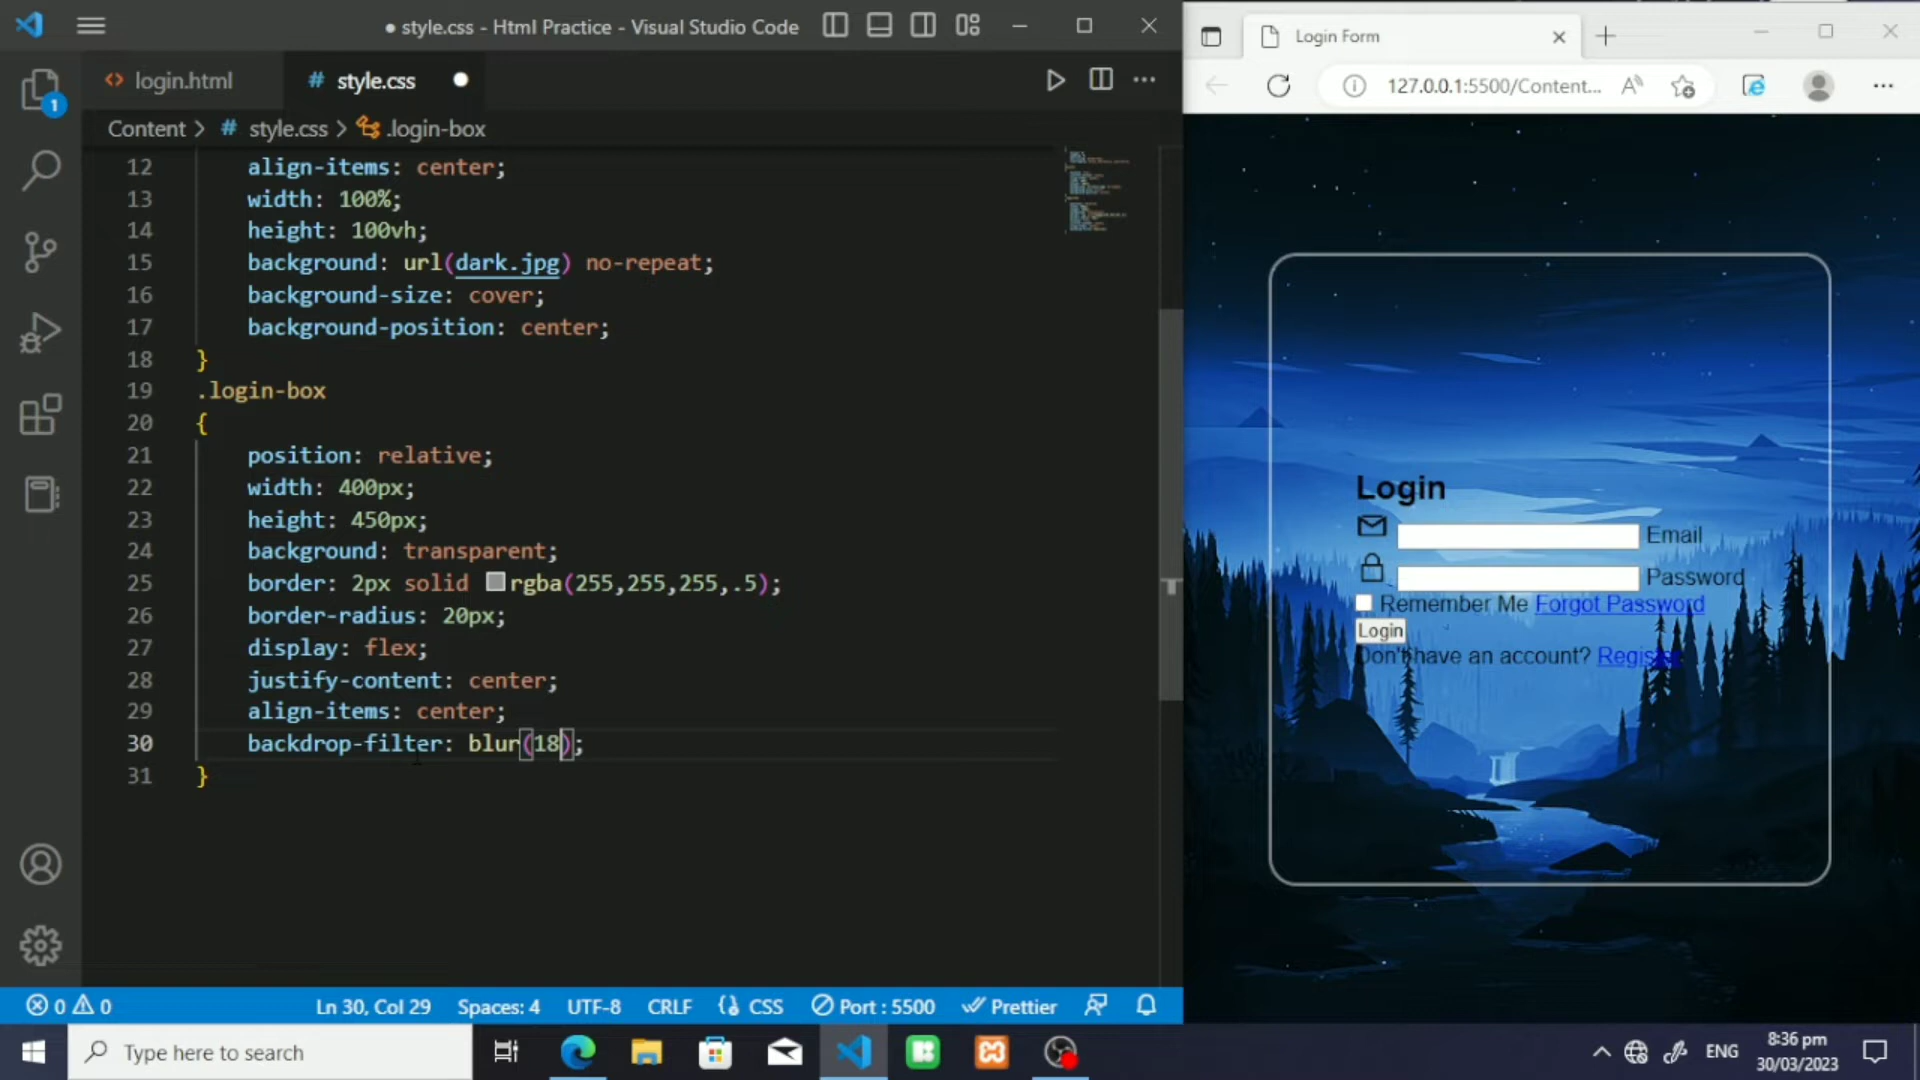 style.css - Html Practice - Visual Studio Code
login.html
# style.css
1
Content > # style.css > .login-box
12 align-items: center;
13 width: 100%;
14 height: 100vh;
15 background: url(dark.jpg) no-repeat;
16 background-size: cover;
17 background-position: center;
18 }
19 .login-box
20 {
21 position: relative;
22 width: 400px;
23 height: 450px;
24 background: transparent;
25 border: 2px solid rgba(255,255,255,.5);
26 border-radius: 20px;
27 display: flex;
28 justify-content: center;
29 align-items: center;
30 backdrop-filter: blur(18);
31 }
0 0 Ln 30, Col 29 Spaces: 4 UTF-8 CRLF CSS Port : 5500 Prettier
Login Form
127.0.0.1:5500/Content...
Login
Email
Password
Remember Me Forgot Password
Login
Don't have an account? Register
Type here to search
ENG
8:36 pm
30/03/2023